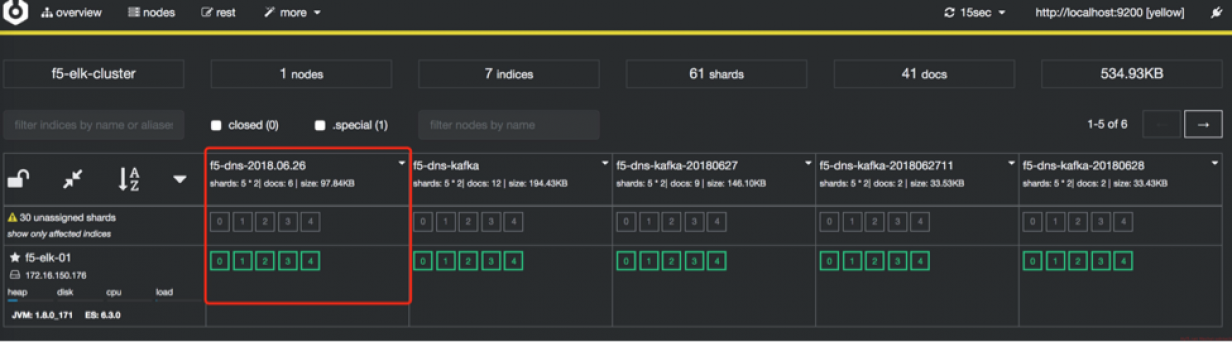 overview nodes rest more 15sec http://localhost:9200 [yellow]
f5-elk-cluster 1 nodes 7 indices 61 shards 41 docs 534.93KB
filter indices by name or aliases closed (0) .special (1) filter nodes by name 1-5 of 6 ← →
f5-dns-2018.06.26 f5-dns-kafka f5-dns-kafka-20180627 f5-dns-kafka-2018062711 f5-dns-kafka-20180628
shards: 5 * 2| docs: 6 | size: 97.84KB shards: 5 * 2| docs: 12 | size: 194.43KB shards: 5 * 2| docs: 9 | size: 146.10KB shards: 5 * 2| docs: 2 | size: 33.53KB shards: 5 * 2| docs: 2 | size: 33.43KB
A
Z
30 unassigned shards
show only affected indices
0 1 2 3 4 0 1 2 3 4 0 1 2 3 4 0 1 2 3 4 0 1 2 3 4
f5-elk-01 0 1 2 3 4 0 1 2 3 4 0 1 2 3 4 0 1 2 3 4 0 1 2 3 4
172.16.150.176
heap disk cpu load
JVM: 1.8.0_171 ES: 6.3.0